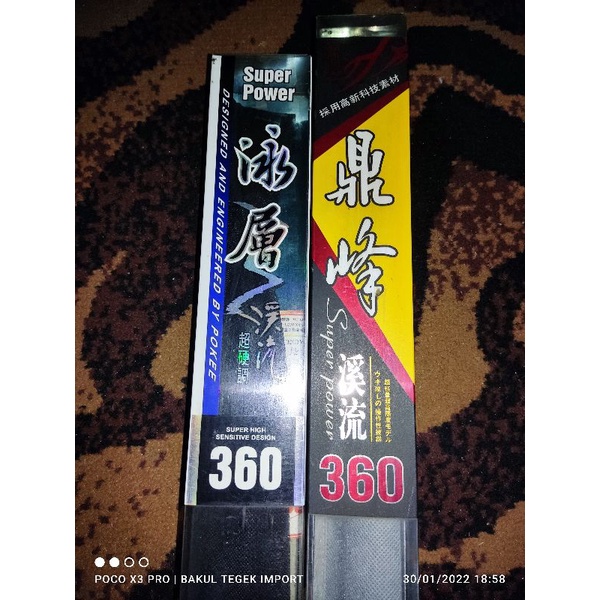 Super
Power
DESIGNED AND ENGINEERED BY POKEE
泳層
溪流
超硬調
SUPER HIGH
SENSITIVE DESIGN
360
採用高新科技素材
鼎峰
Super power
溪流
360
POCO X3 PRO | BAKUL TEGEK IMPORT
30/01/2022 18:58